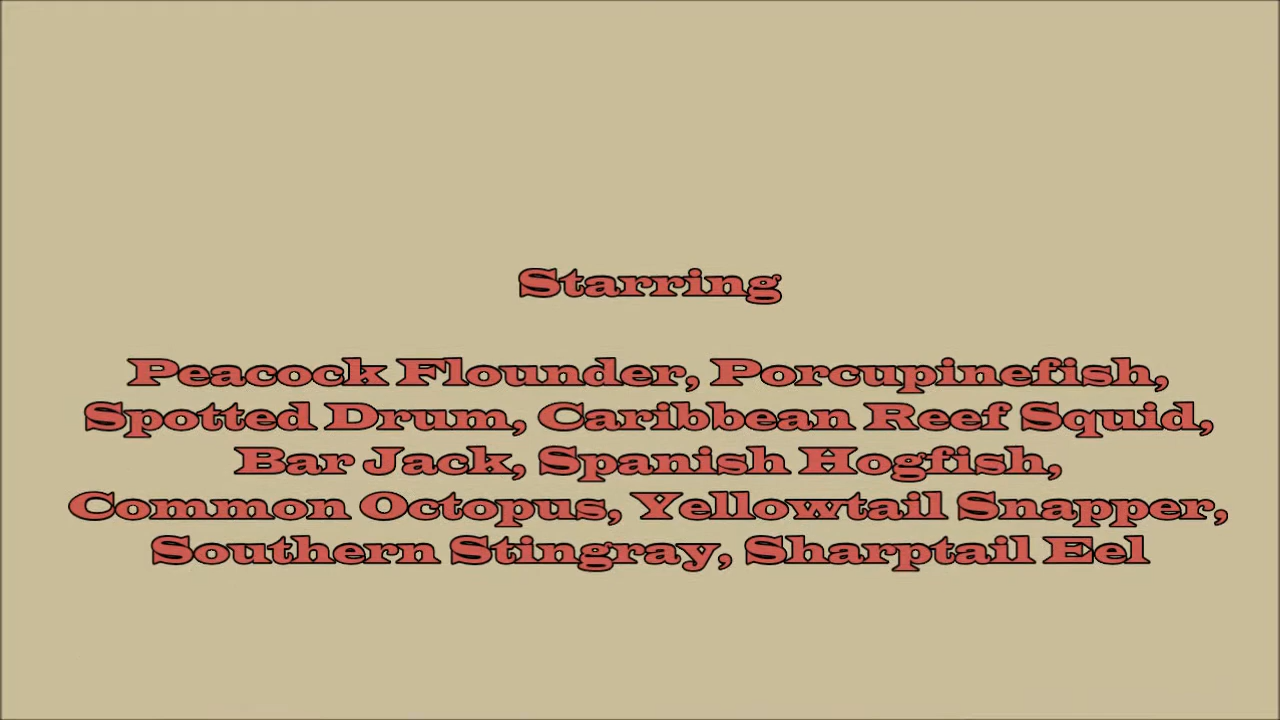 Starring
Peacock Flounder, Porcupinefish,
Spotted Drum, Caribbean Reef Squid,
Bar Jack, Spanish Hogfish,
Common Octopus, Yellowtail Snapper,
Southern Stingray, Sharptail Eel